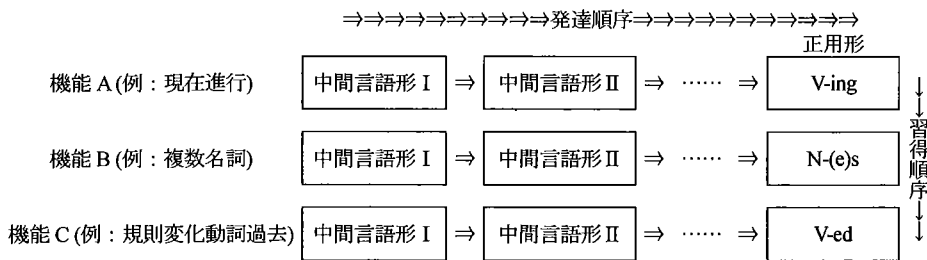 ⇒⇒⇒⇒⇒⇒⇒⇒⇒⇒発達順序⇒⇒⇒⇒⇒⇒⇒⇒⇒⇒⇒
正用形
機能 A (例：現在進行) 中間言語形 I ⇒ 中間言語形 II ⇒ …… ⇒ V-ing
機能 B (例：複数名詞) 中間言語形 I ⇒ 中間言語形 II ⇒ …… ⇒ N-(e)s
機能 C (例：規則変化動詞過去) 中間言語形 I ⇒ 中間言語形 II ⇒ …… ⇒ V-ed
↓↓習得順序↓↓